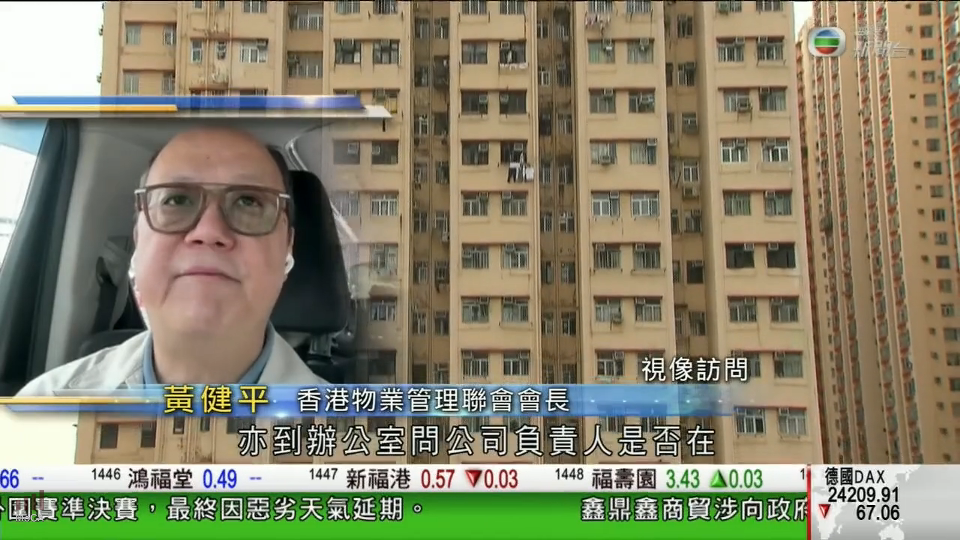 視像訪問
黃健平 香港物業管理聯會會長
亦到辦公室問公司負責人是否在
66 -- 1446 鴻福堂 0.49 -- 1447 新福港 0.57 ▼0.03 1448 福壽園 3.43 ▲0.03
圍賽準決賽，最終因惡劣天氣延期。 鑫鼎鑫商貿涉向政府
德國DAX
24209.91
▼ 67.06